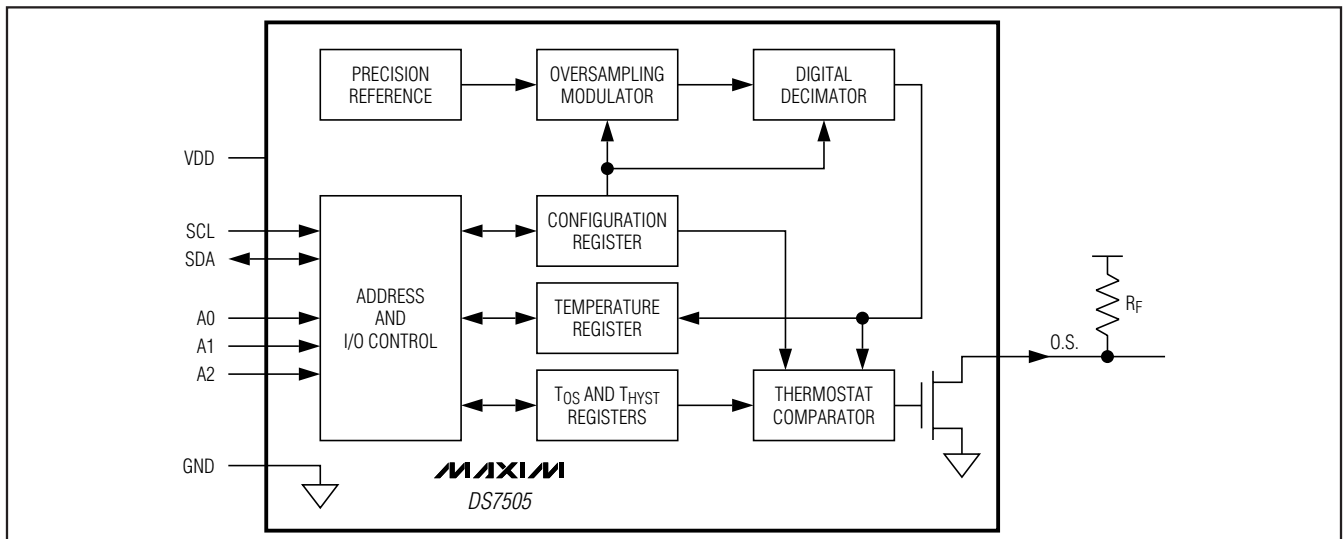 PRECISION
REFERENCE
OVERSAMPLING
MODULATOR
DIGITAL
DECIMATOR
VDD
SCL
SDA
A0
A1
A2
GND
ADDRESS
AND
I/O CONTROL
CONFIGURATION
REGISTER
TEMPERATURE
REGISTER
TOS AND THYST
REGISTERS
THERMOSTAT
COMPARATOR
O.S.
RF
MAXIM
DS7505